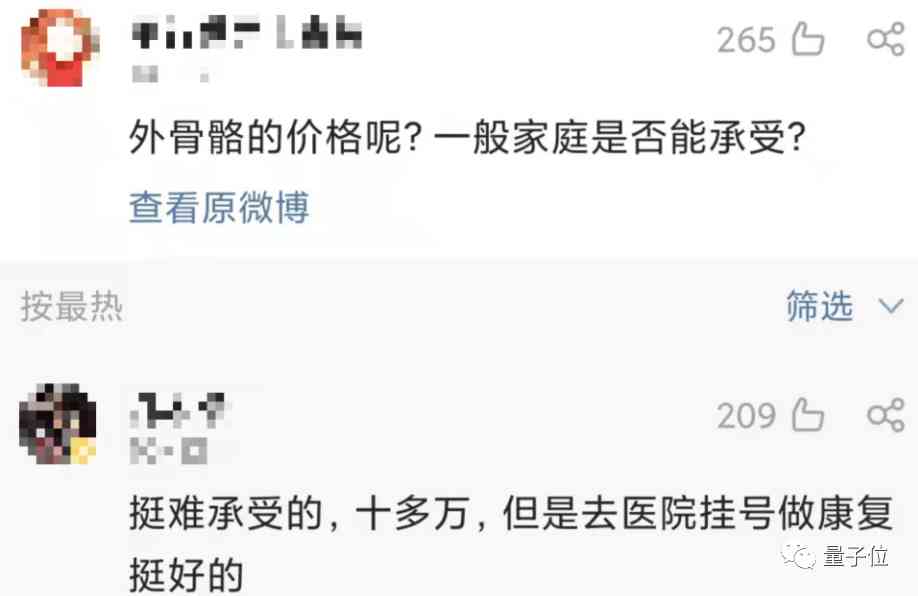 265
外骨骼的价格呢？一般家庭是否能承受？
查看原微博
按最热
筛选
209
挺难承受的，十多万，但是去医院挂号做康复
挺好的
量子位